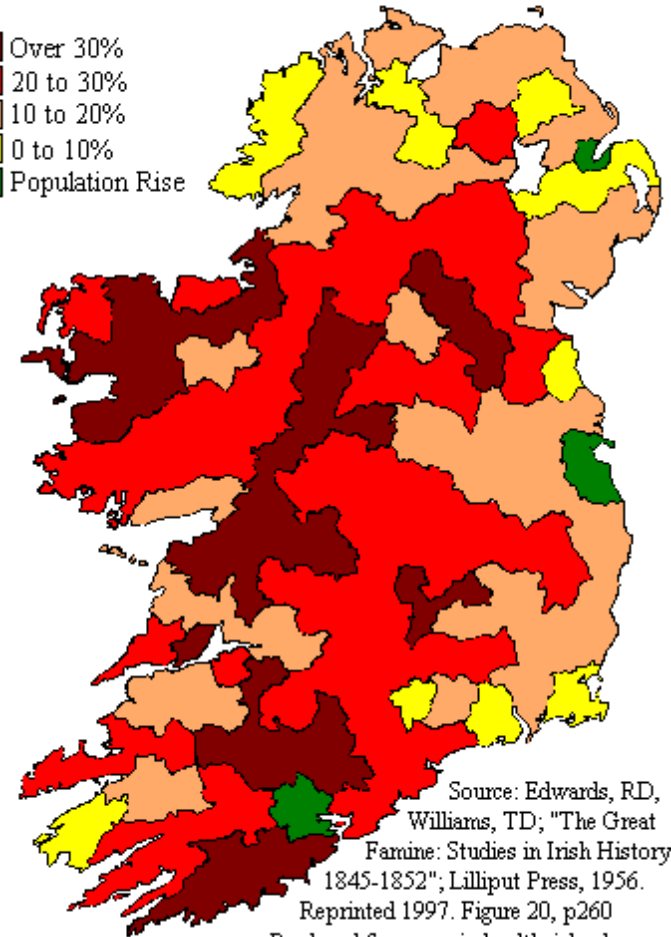 Over 30%
20 to 30%
10 to 20%
0 to 10%
Population Rise
Source: Edwards, RD,
Williams, TD; "The Great
Famine: Studies in Irish History
1845-1852"; Lilliput Press, 1956.
Reprinted 1997. Figure 20, p260